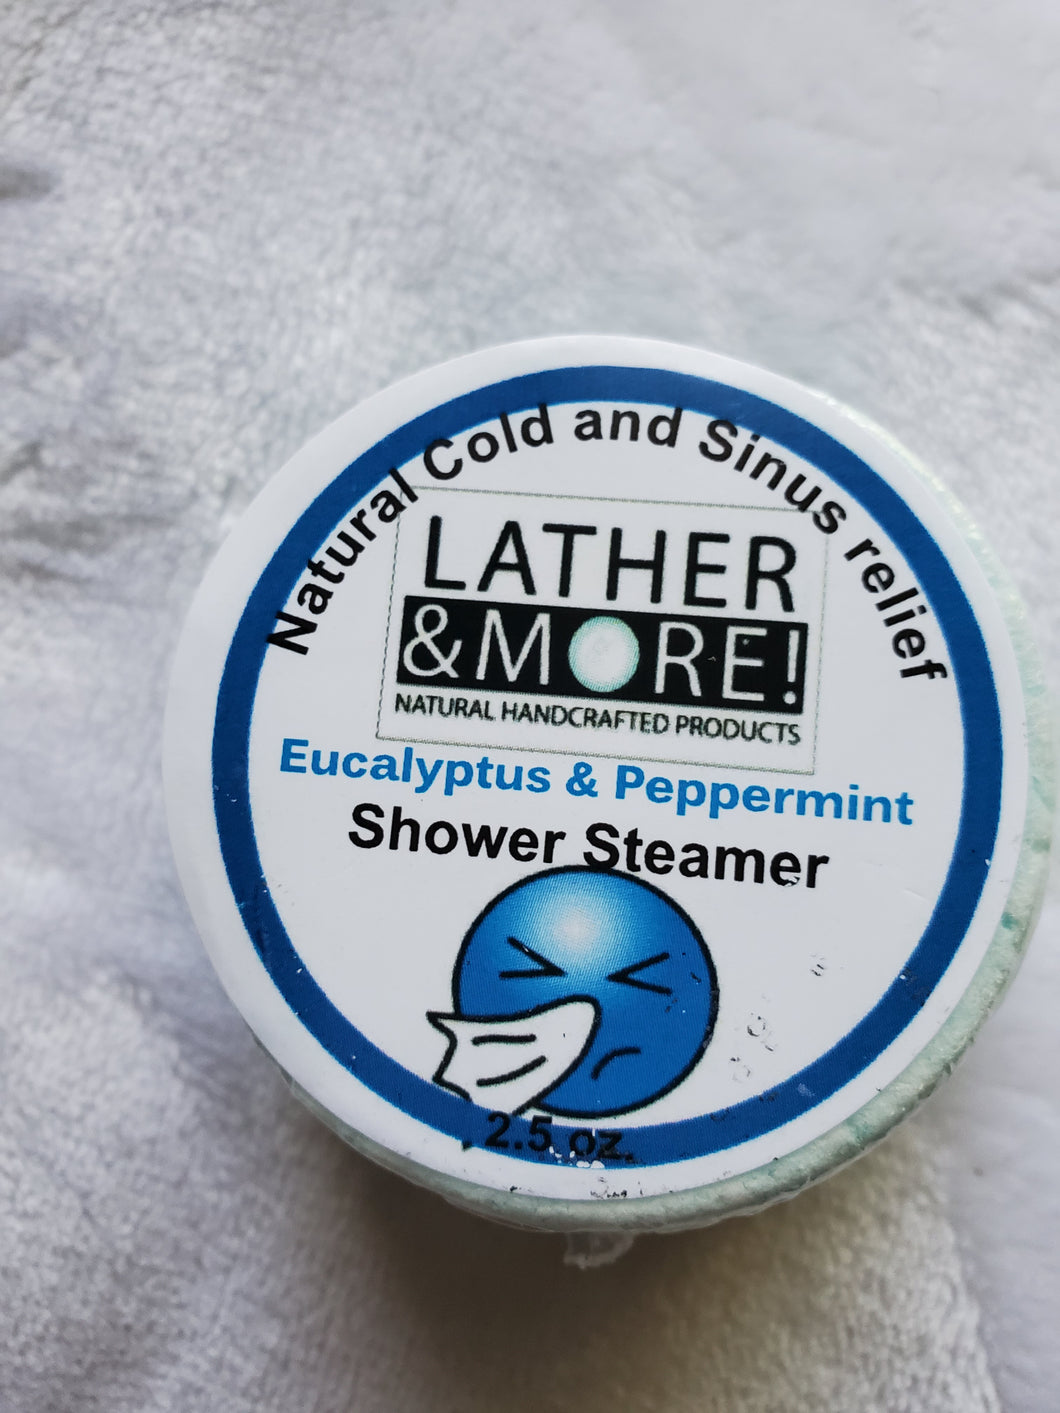 Natural Cold and Sinus relief
LATHER
&MORE!
NATURAL HANDCRAFTED PRODUCTS
Eucalyptus & Peppermint
Shower Steamer
2.5 oz.